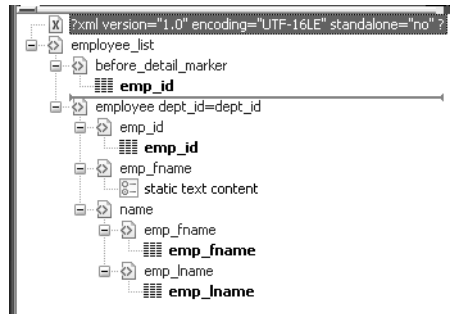 ?xml version="1.0" encoding="UTF-16LE" standalone="no" ?
employee_list
before_detail_marker
emp_id
employee dept_id=dept_id
emp_id
emp_id
emp_fname
static text content
name
emp_fname
emp_fname
emp_lname
emp_lname